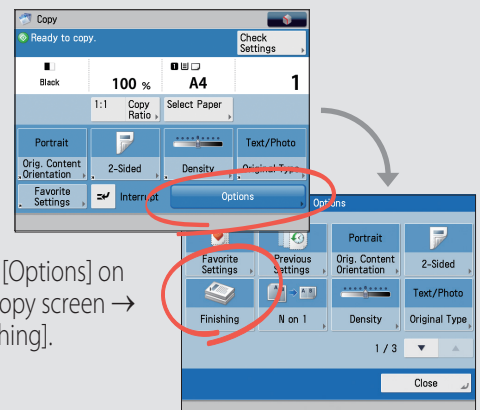 Copy
Ready to copy.
Check
Settings
Black
100 %
1
A4
1
1:1 Copy
Ratio
Select Paper
Portrait
Text/Photo
Orig. Content
Orientation
2-Sided
Density
Original Type
Favorite
Settings
Interrupt
Options
Options
Portrait
Favorite
Settings
Previous
Settings
Orig. Content
Orientation
2-Sided
A B
A B
Text/Photo
Finishing
N on 1
Density
Original Type
1 / 3
Close
[Options] on
opy screen →
hing].